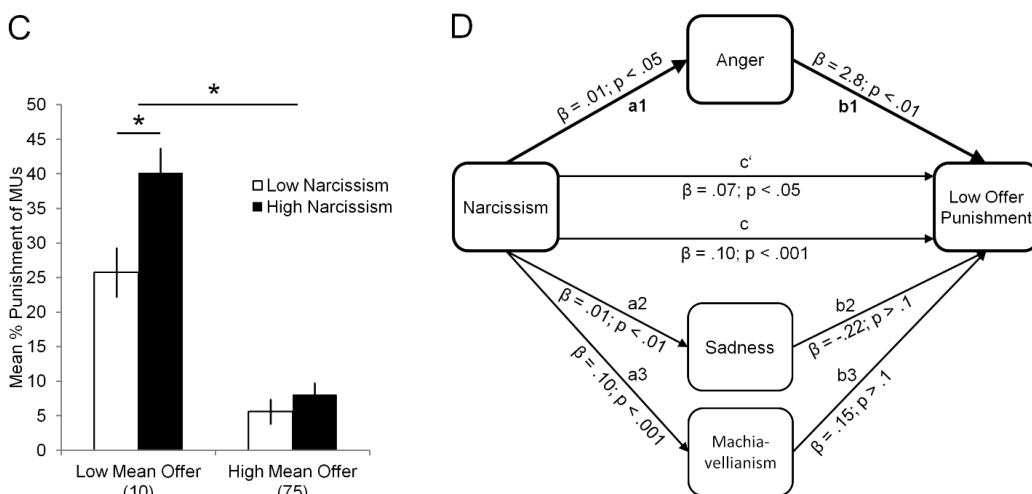 C
*
*
50
45
40
35
30
25
20
15
10
5
0
Mean % Punishment of MUs
Low Narcissism
High Narcissism
Low Mean Offer
(10)
High Mean Offer
(75)
D
Anger
β = .01; p < .05
a1
β = 2.8; p < .01
b1
Narcissism
c‘
β = .07; p < .05
c
β = .10; p < .001
Low Offer
Punishment
a2
β = .01; p < .01
Sadness
b2
β = -.22; p > .1
a3
β = .10; p < .001
Machia-
vellianism
b3
β = .15; p > .1